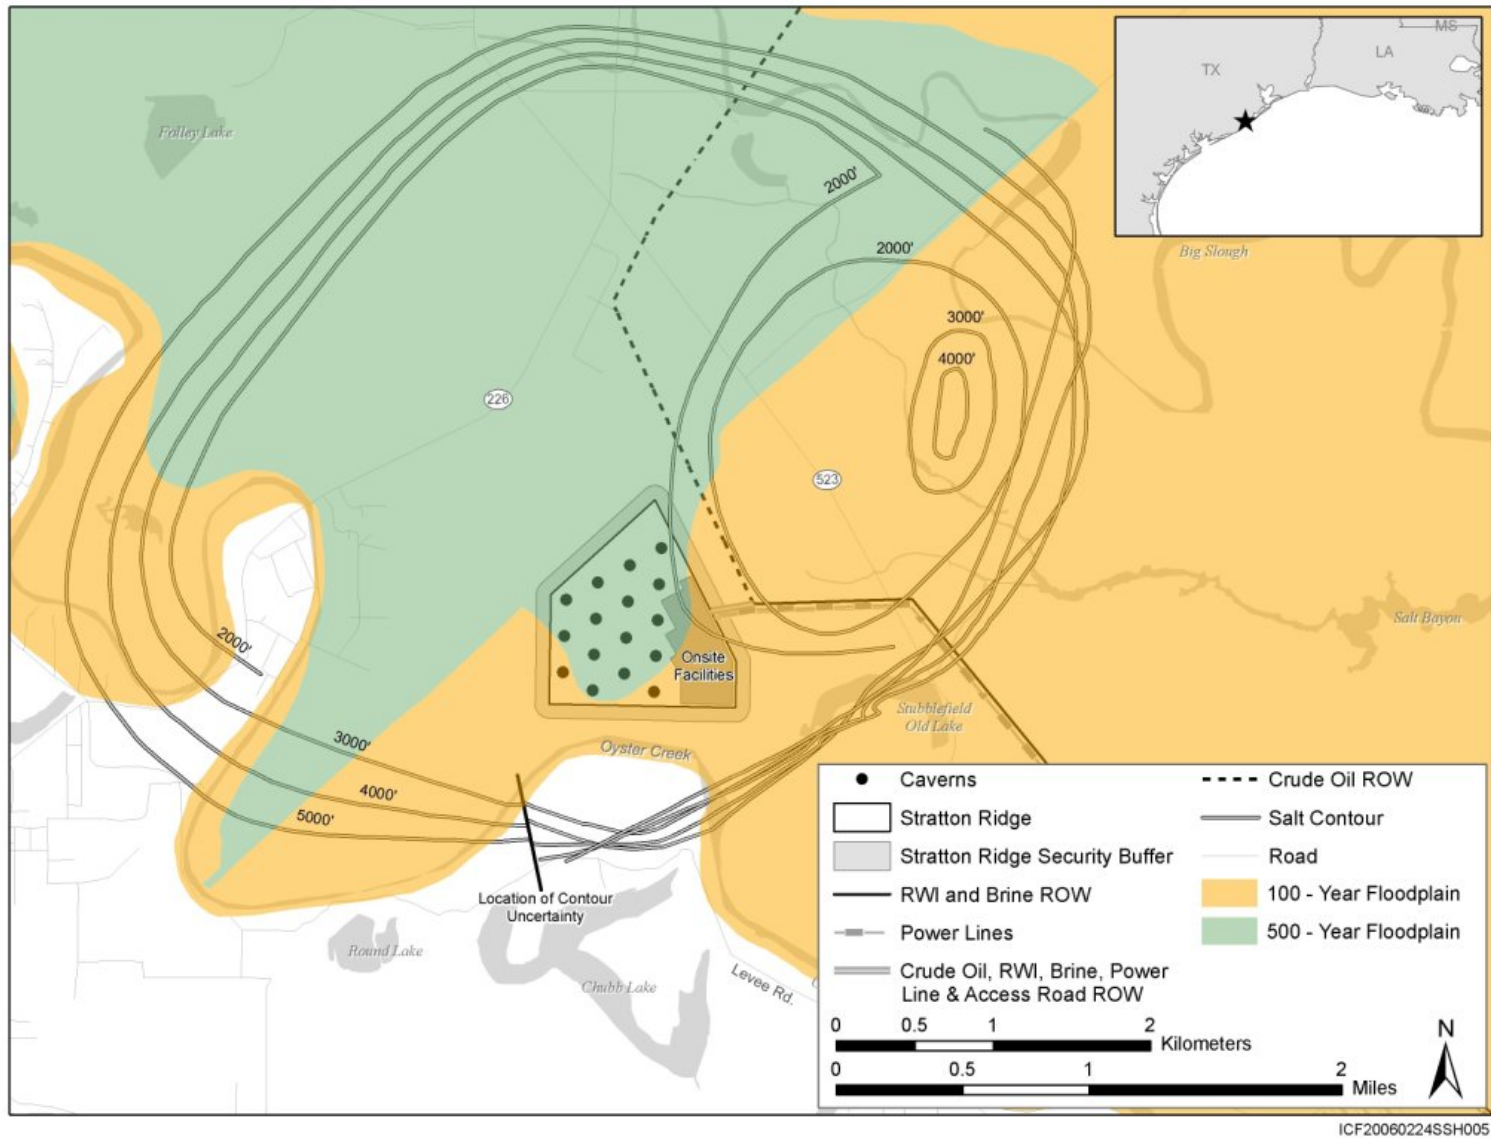 MS
LA
TX
Folley Lake
2000'
Big Slough
2000'
3000'
4000'
226
523
Salt Bayou
2000'
Onsite
Facilities
Stubblefield
Old Lake
3000'
Oyster Creek
4000'
5000'
Location of Contour
Uncertainty
Round Lake
Chubb Lake
Levee Rd.
Caverns
Stratton Ridge
Stratton Ridge Security Buffer
RWI and Brine ROW
Power Lines
Crude Oil, RWI, Brine, Power
Line & Access Road ROW
Crude Oil ROW
Salt Contour
Road
100 - Year Floodplain
500 - Year Floodplain
0 0.5 1 2
Kilometers
0 0.5 1 2
Miles
N
ICF20060224SSH005